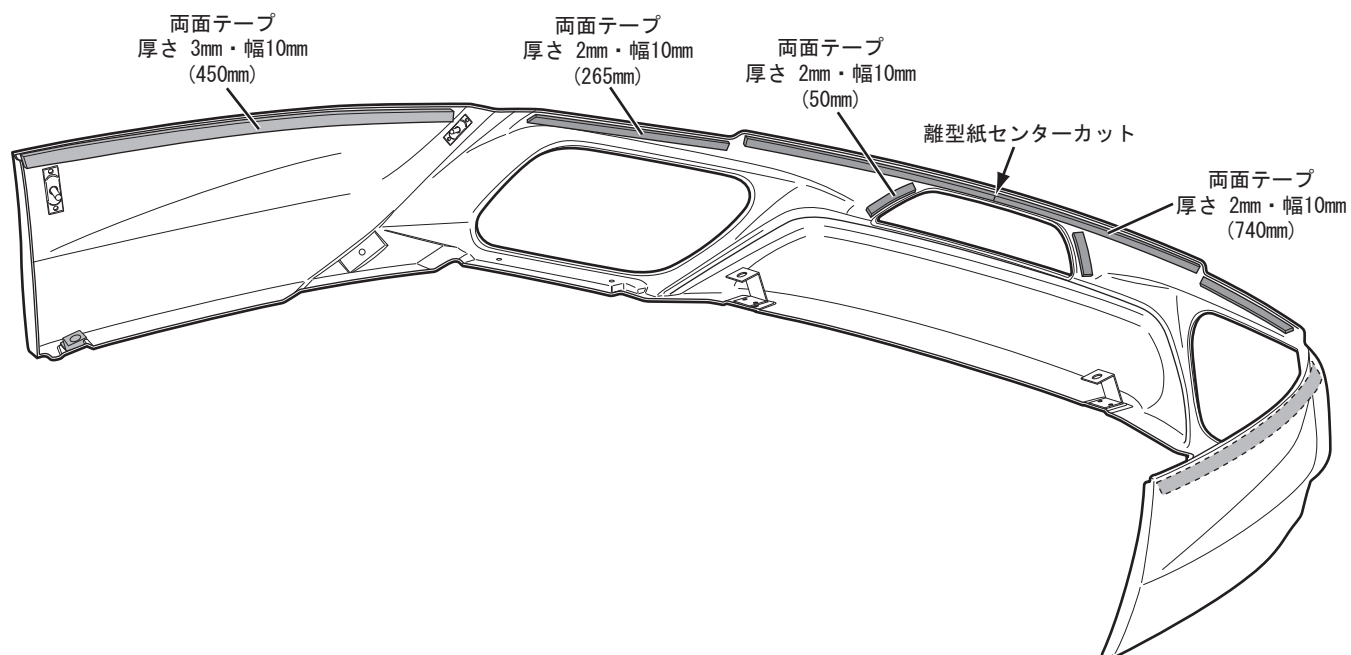 両面テープ
厚さ 3mm・幅10mm
(450mm)
両面テープ
厚さ 2mm・幅10mm
(265mm)
両面テープ
厚さ 2mm・幅10mm
(50mm)
離型紙センターカット
両面テープ
厚さ 2mm・幅10mm
(740mm)